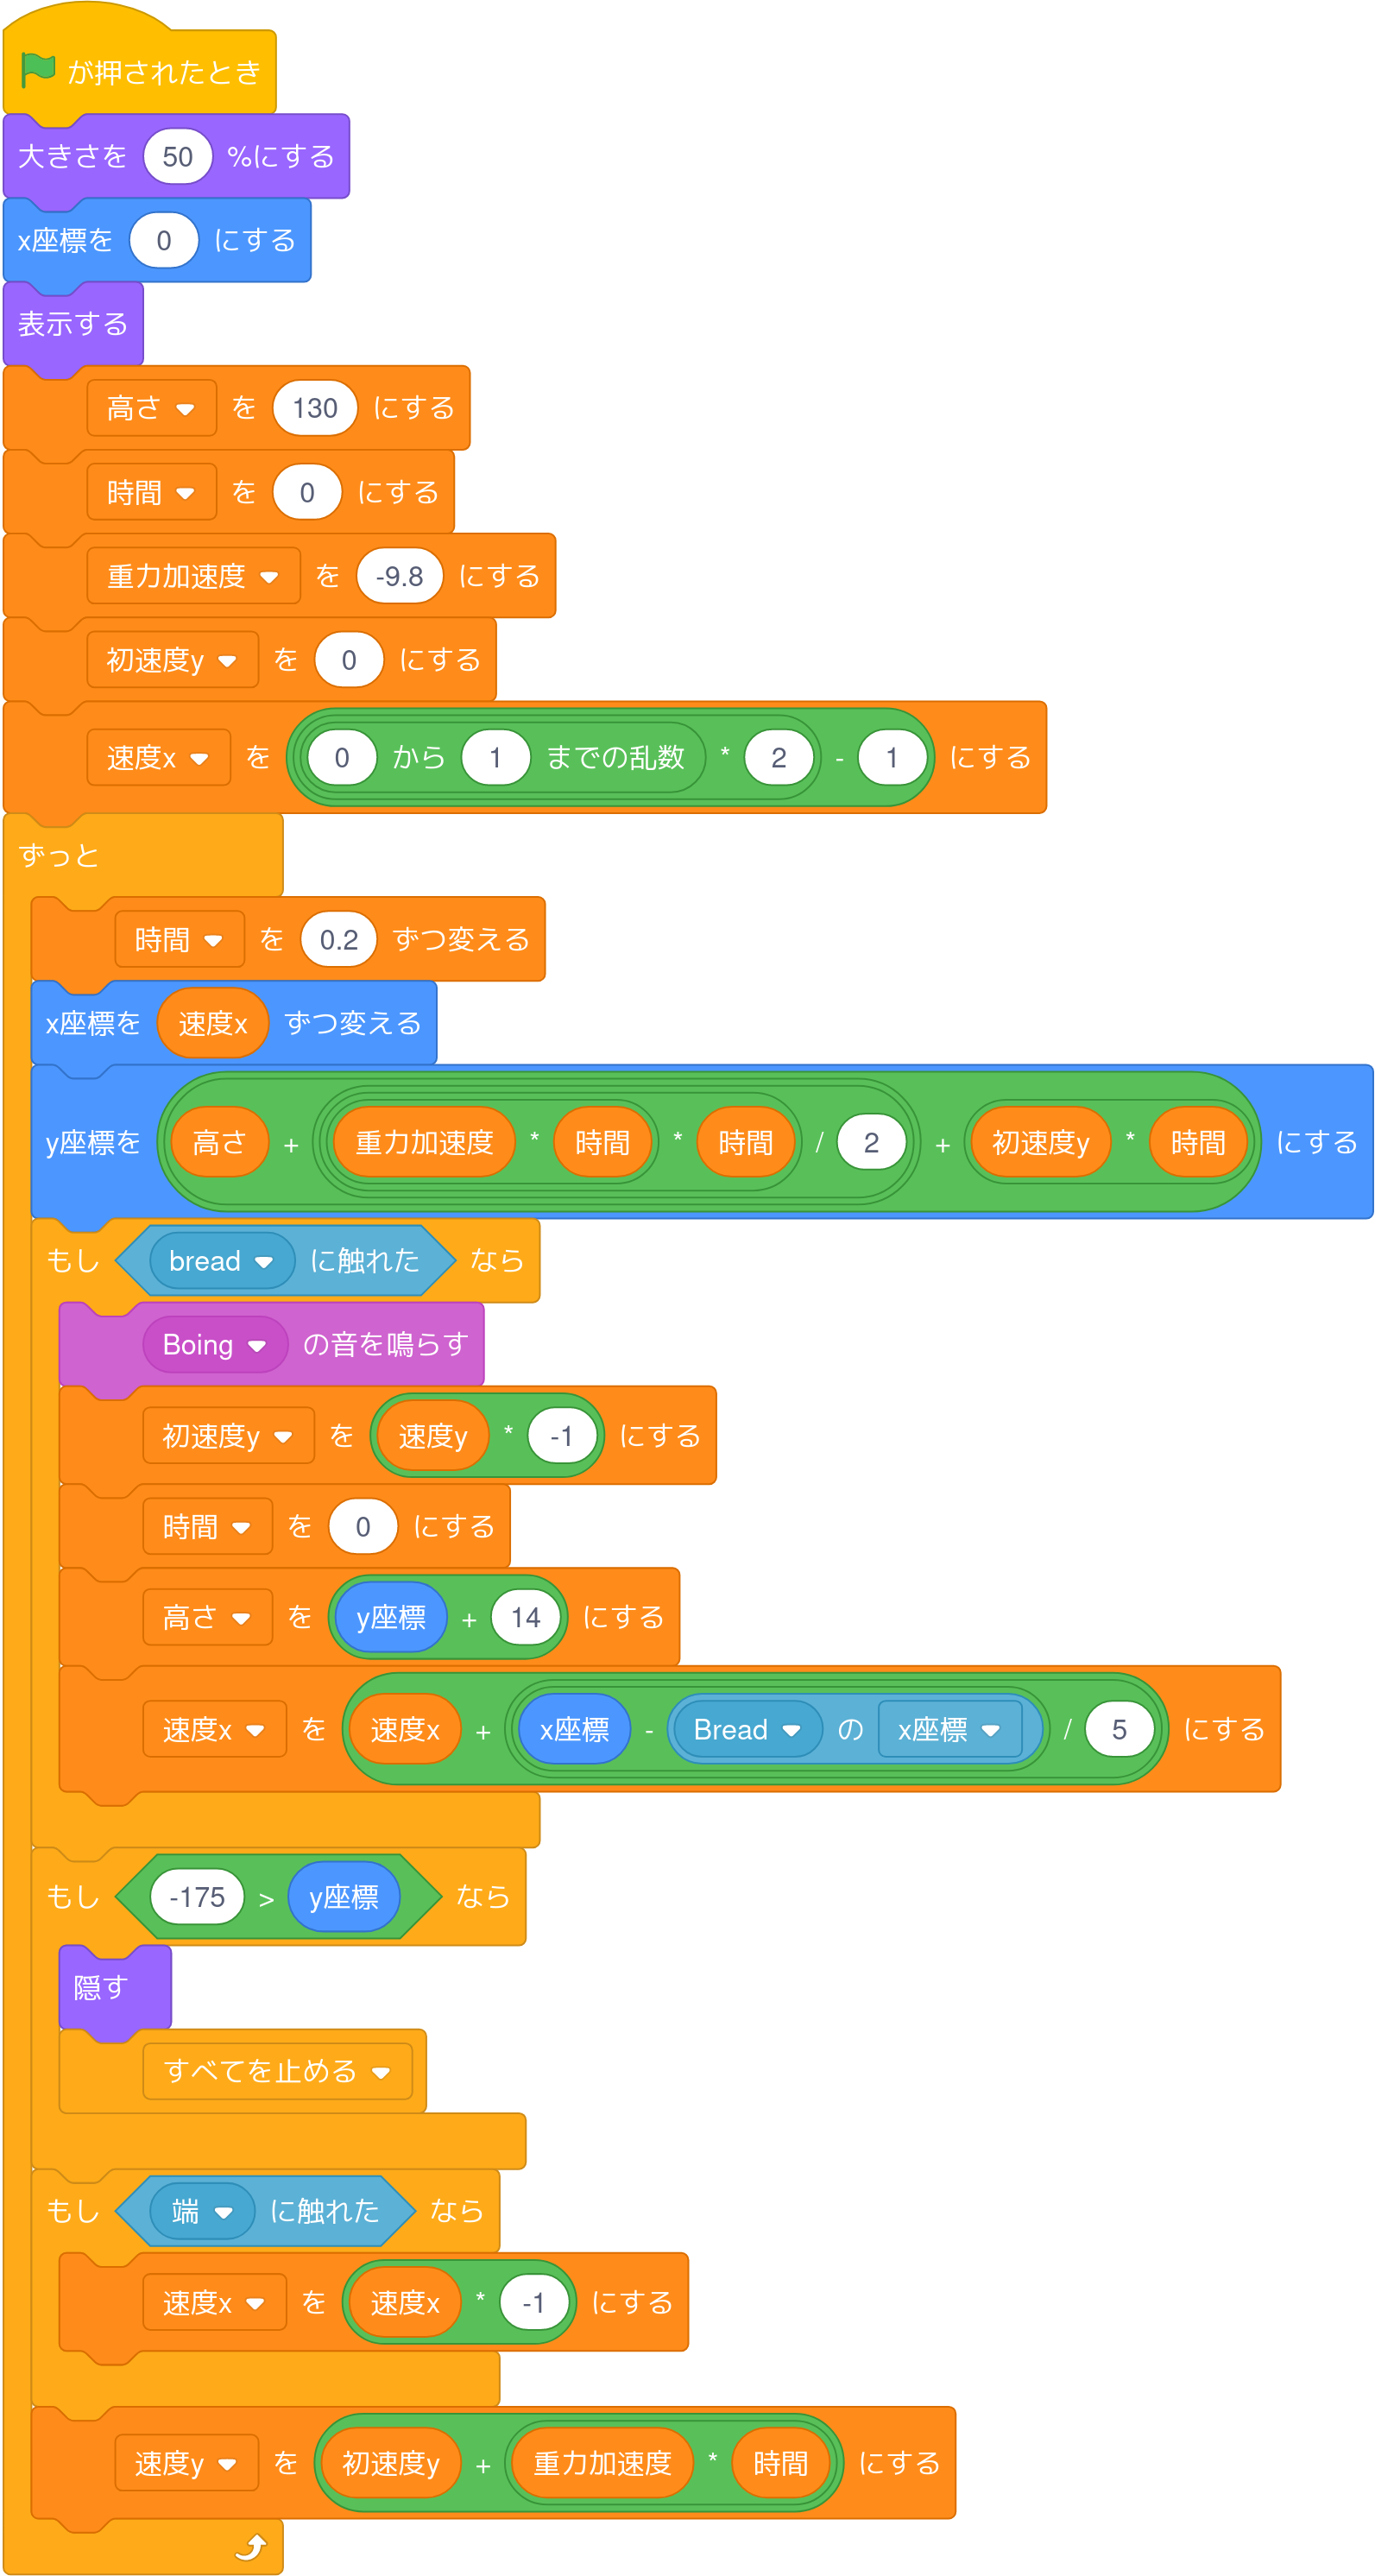 が押されたとき
大きさを 50 %にする
x座標を 0 にする
表示する
高さ を 130 にする
時間 を 0 にする
重力加速度 を -9.8 にする
初速度y を 0 にする
速度x を 0 から 1 までの乱数 * 2 - 1 にする
ずっと
時間 を 0.2 ずつ変える
x座標を 速度x ずつ変える
y座標を 高さ + 重力加速度 * 時間 * 時間 / 2 + 初速度y * 時間 にする
もし bread に触れた なら
Boing の音を鳴らす
初速度y を 速度y * -1 にする
時間 を 0 にする
高さ を y座標 + 14 にする
速度x を 速度x + x座標 - Bread の x座標 / 5 にする
もし -175 > y座標 なら
隠す
すべてを止める
もし 端 に触れた なら
速度x を 速度x * -1 にする
速度y を 初速度y + 重力加速度 * 時間 にする